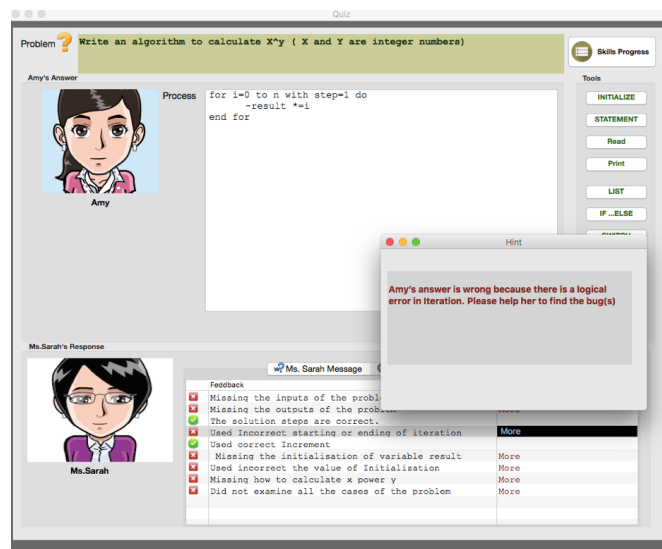 Quiz
Problem
Write an algorithm to calculate X^y ( X and Y are integer numbers)
Skills Progress
Amy's Answer
Tools
Process
for i=0 to n with step=1 do
-result *=i
end for
Amy
INITIALIZE
STATEMENT
Read
Print
LIST
IF ...ELSE
Hint
Amy's answer is wrong because there is a logical
error in Iteration. Please help her to find the bug(s)
Ms.Sarah's Response
Ms. Sarah Message
Feddback
Missing the inputs of the
Missing the outputs of the problem
More
The solution steps are correct.
Used Incorrect starting or ending of iteration
More
Used correct Increment
Missing the initialisation of variable result
More
Used incorrect the value of Initialization
More
Missing how to calculate x power y
More
Did not examine all the cases of the problem
More
Ms.Sarah